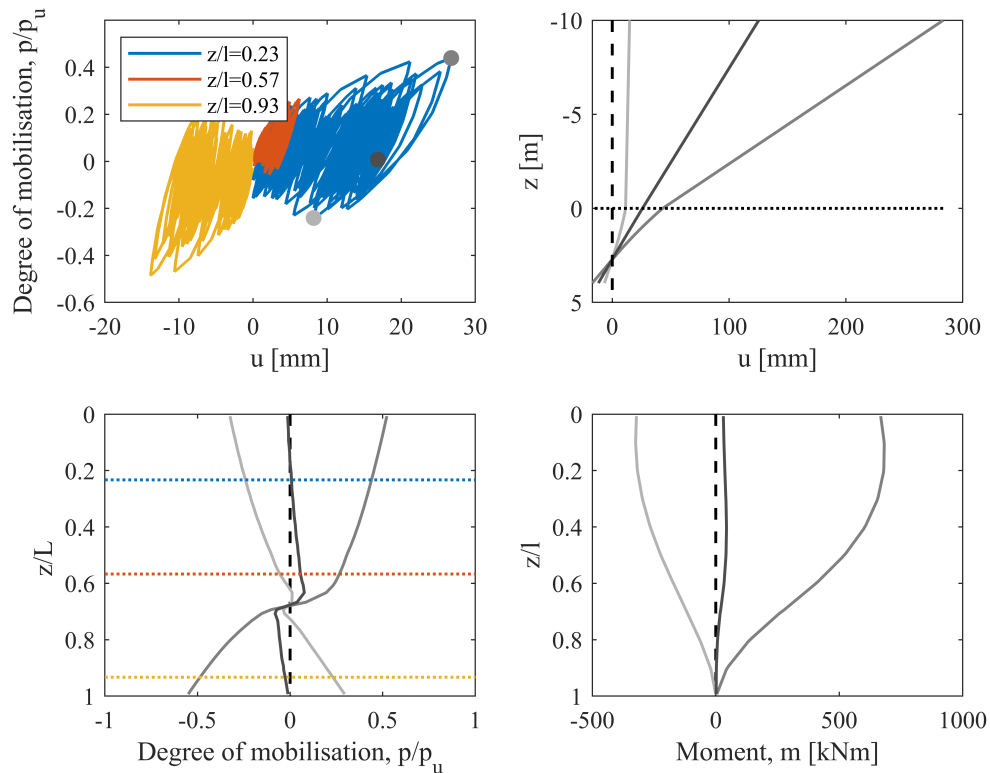 Degree of mobilisation, p/p_u
0.4
0.2
0
-0.2
-0.4
-0.6
z/l=0.23
z/l=0.57
z/l=0.93
-20 -10 0 10 20 30
u [mm]
z [m]
-10
-5
0
5
0 100 200 300
u [mm]
z/L
0
0.2
0.4
0.6
0.8
1
-1 -0.5 0 0.5 1
Degree of mobilisation, p/p_u
z/l
0
0.2
0.4
0.6
0.8
1
-500 0 500 1000
Moment, m [kNm]